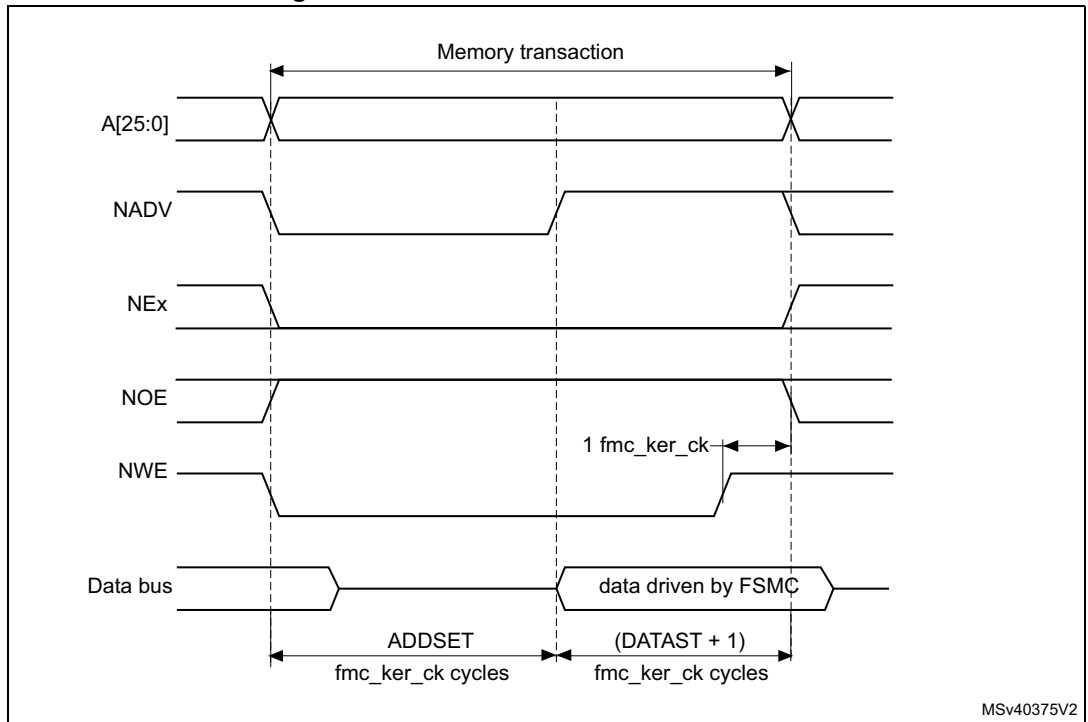 Memory transaction
A[25:0]
NADV
NEx
NOE
1 fmc_ker_ck
NWE
Data bus
data driven by FSMC
ADDSET
(DATAST + 1)
fmc_ker_ck cycles
fmc_ker_ck cycles
MSv40375V2